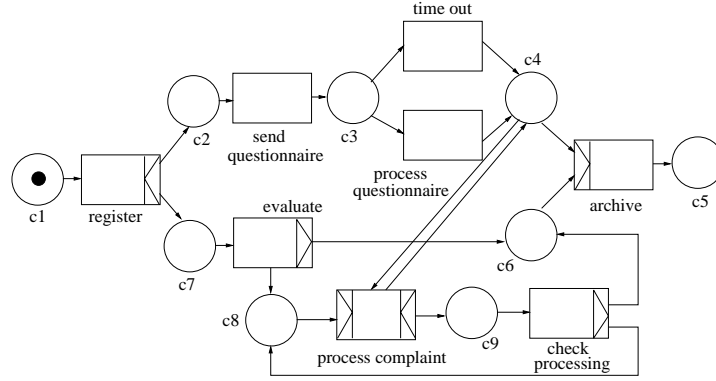 time out
c4
c2
send
questionnaire
c3
process
questionnaire
c1
register
evaluate
archive
c5
c7
c6
c8
process complaint
c9
check
processing